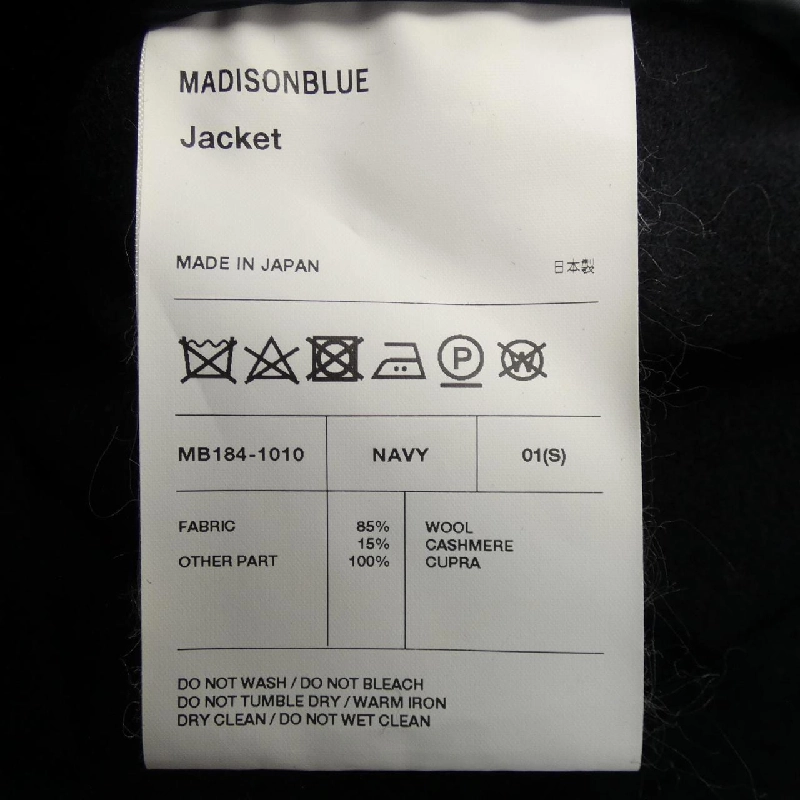 MADISONBLUE
Jacket
MADE IN JAPAN 日本製
P W
MB184-1010 NAVY 01(S)
FABRIC 85% WOOL
15% CASHMERE
OTHER PART 100% CUPRA
DO NOT WASH / DO NOT BLEACH
DO NOT TUMBLE DRY / WARM IRON
DRY CLEAN / DO NOT WET CLEAN